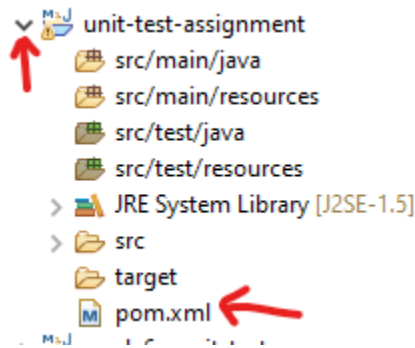 unit-test-assignment
src/main/java
src/main/resources
src/test/java
src/test/resources
JRE System Library [J2SE-1.5]
src
target
pom.xml